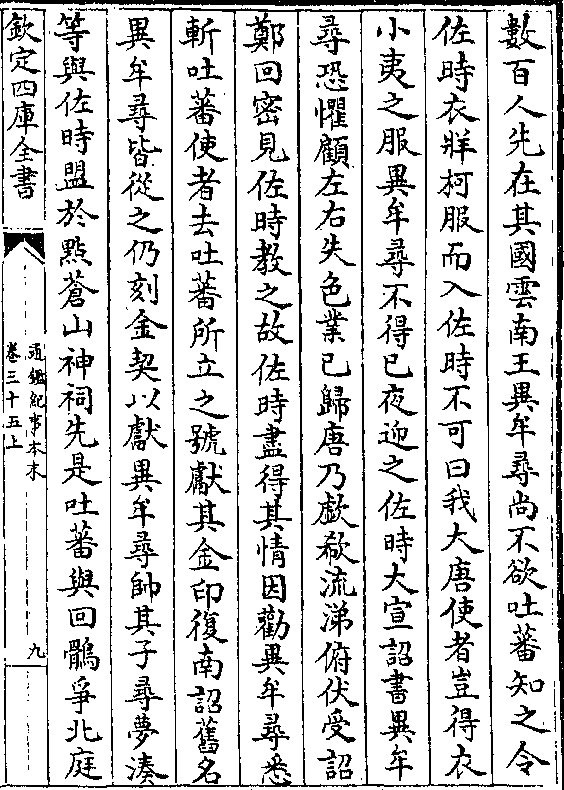 數百人先在其國雲南王異牟尋尚不欲吐蕃知之令
佐時衣牂柯服而入佐時不可曰我大唐使者豈得衣
小夷之服異牟尋不得已夜迎之佐時大宣詔書異牟
尋恐懼顧左右失色業已歸唐乃歔欷流涕俯伏受詔
鄭回密見佐時教之故佐時盡得其情因勸異牟尋悉
斬吐蕃使者去吐蕃所立之號獻其金印復南詔舊名
異牟尋皆從之仍刻金契以獻異牟尋帥其子尋夢湊
等與佐時盟於點蒼山神祠先是吐蕃與回鶻爭北庭
欽定四庫全書
通鑑紀事本末
卷三十五上
九